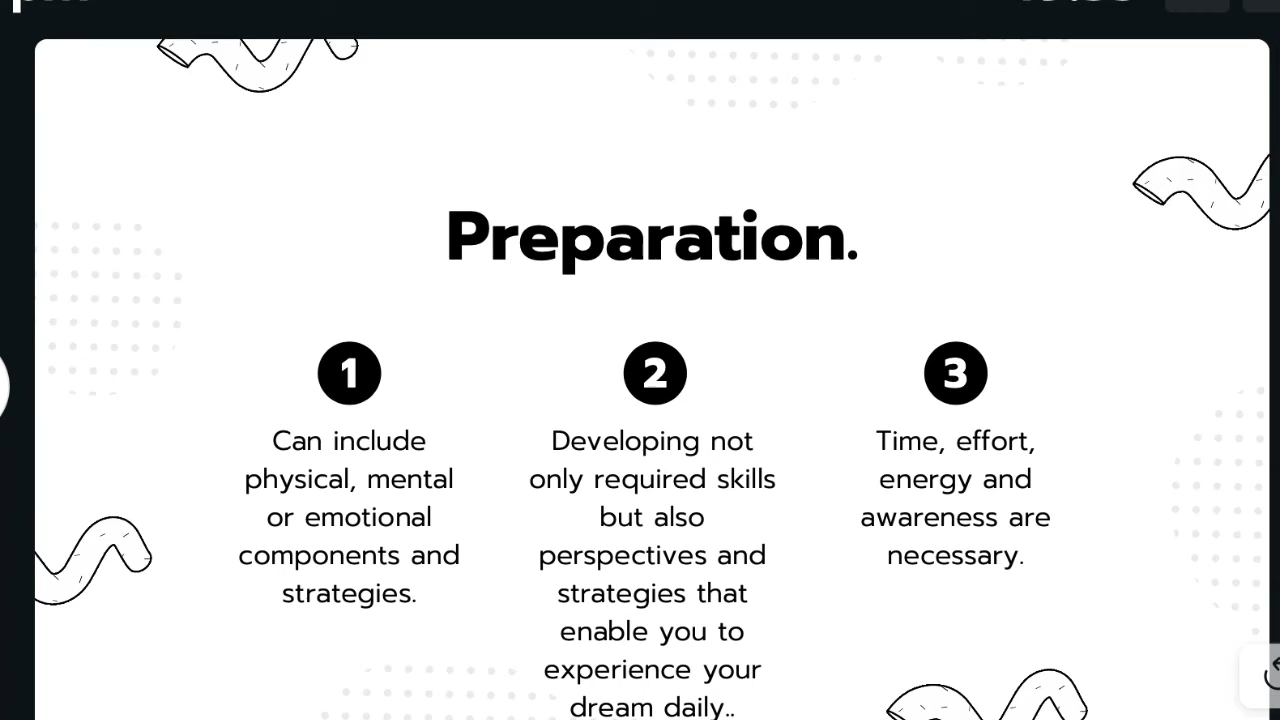 Preparation.
1
Can include
physical, mental
or emotional
components and
strategies.
2
Developing not
only required skills
but also
perspectives and
strategies that
enable you to
experience your
dream daily..
3
Time, effort,
energy and
awareness are
necessary.